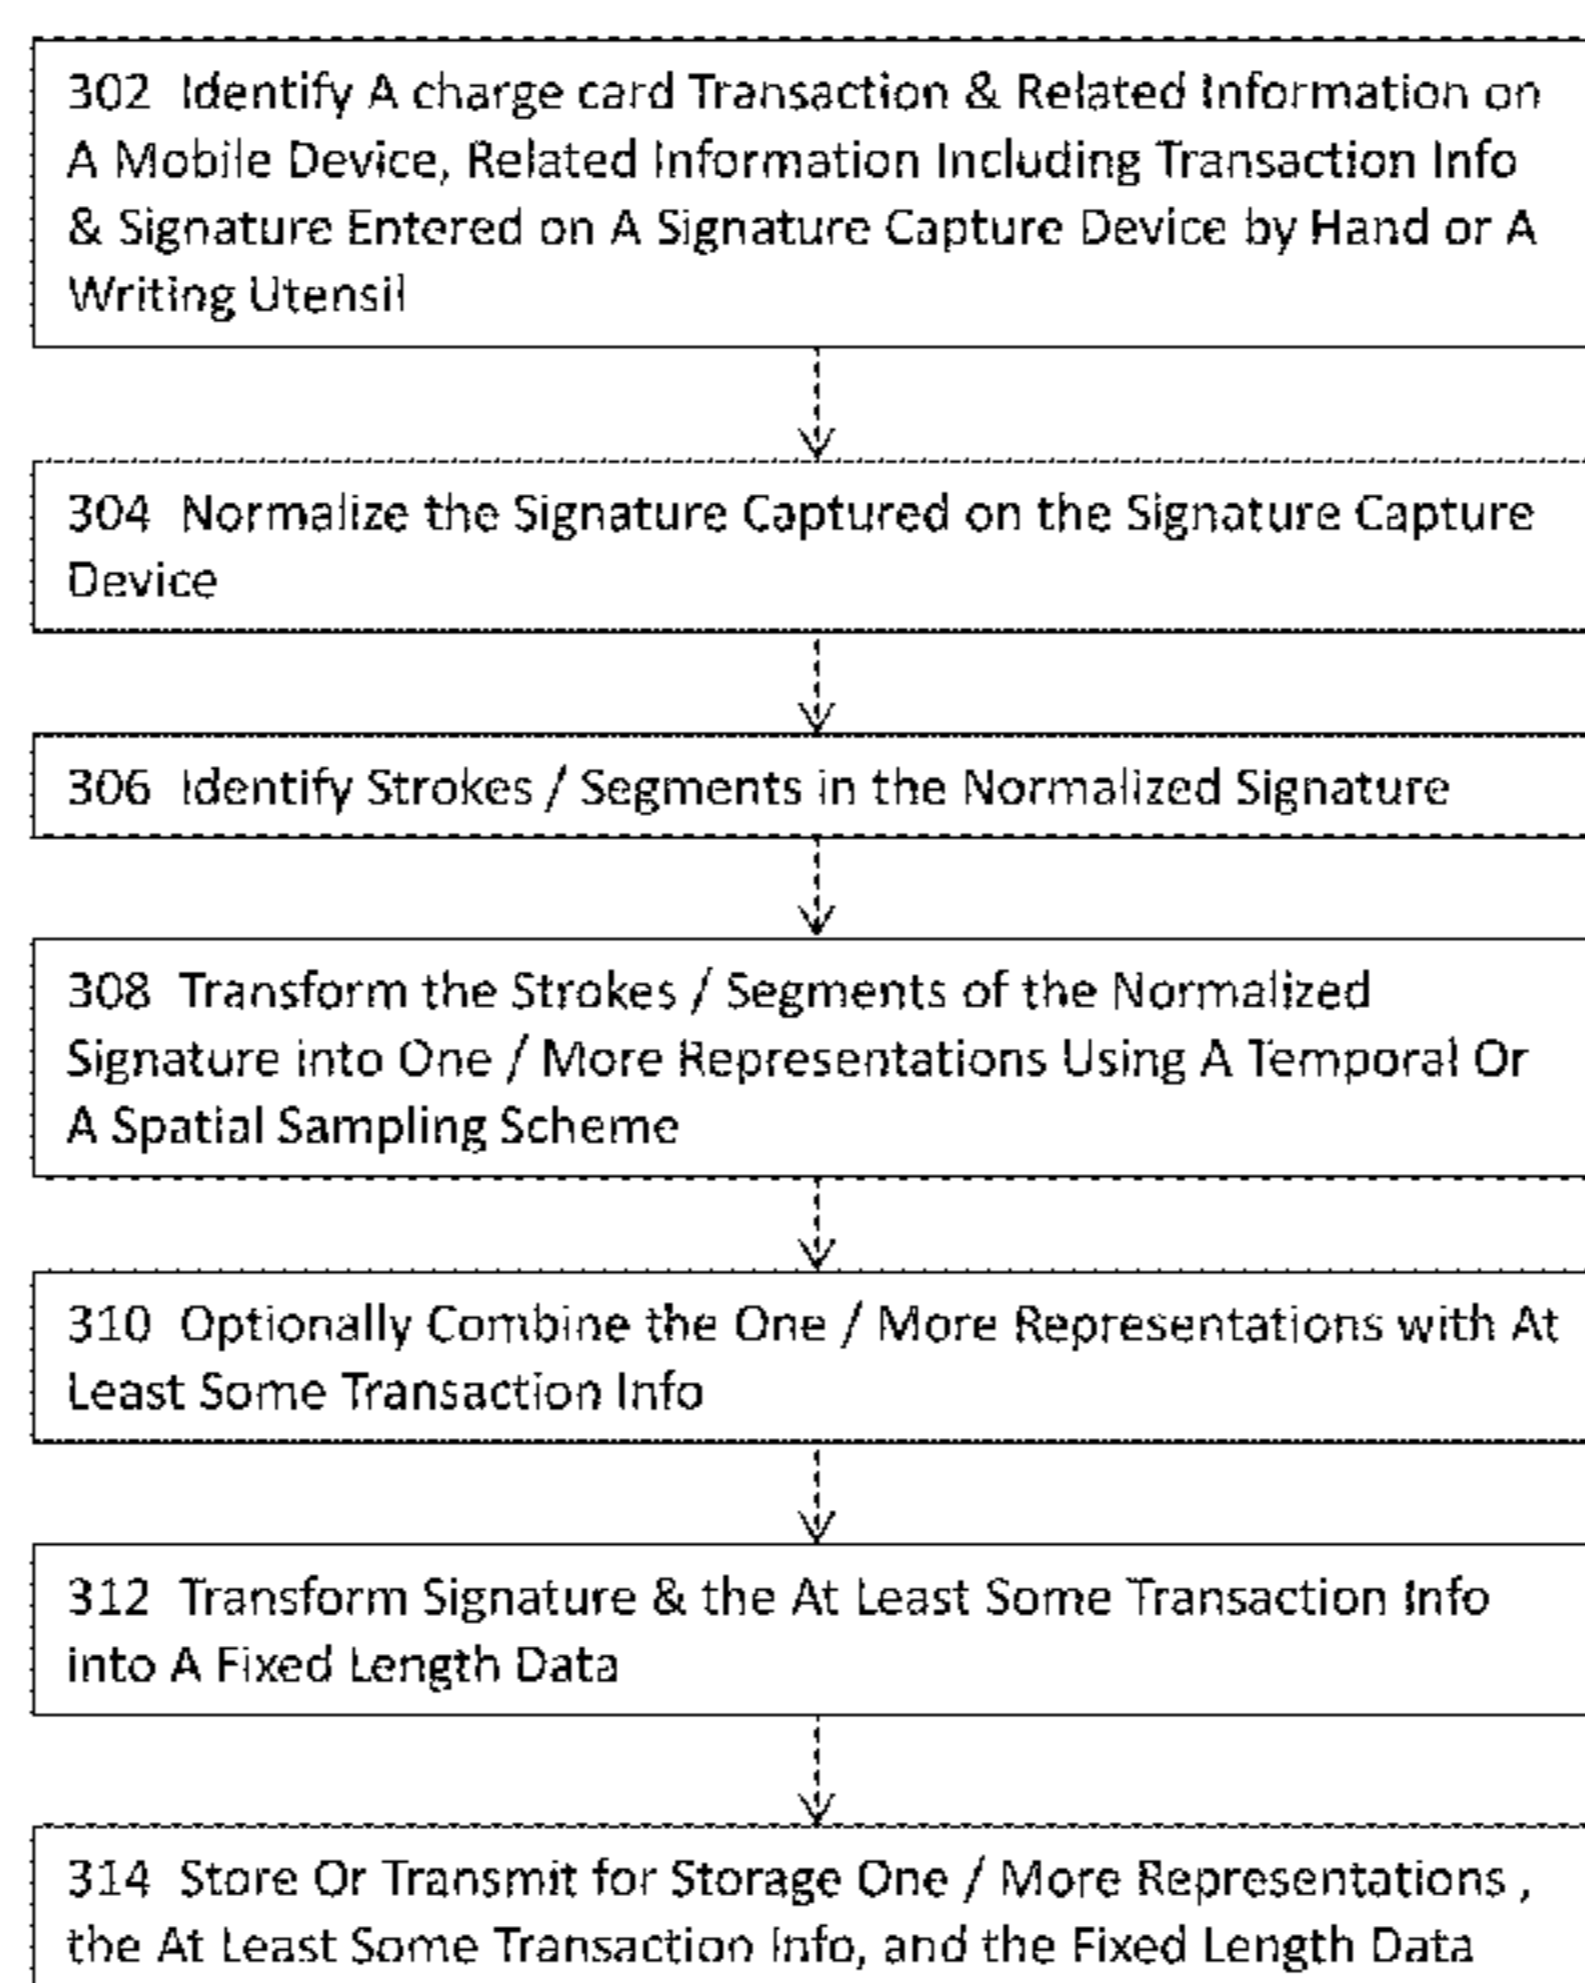 302 Identify A charge card Transaction & Related Information on
A Mobile Device, Related Information Including Transaction Info
& Signature Entered on A Signature Capture Device by Hand or A
Writing Utensil
304 Normalize the Signature Captured on the Signature Capture
Device
306 Identify Strokes / Segments in the Normalized Signature
308 Transform the Strokes / Segments of the Normalized
Signature into One / More Representations Using A Temporal Or
A Spatial Sampling Scheme
310 Optionally Combine the One / More Representations with At
Least Some Transaction Info
312 Transform Signature & the At Least Some Transaction Info
into A Fixed Length Data
314 Store Or Transmit for Storage One / More Representations ,
the At Least Some Transaction Info, and the Fixed Length Data